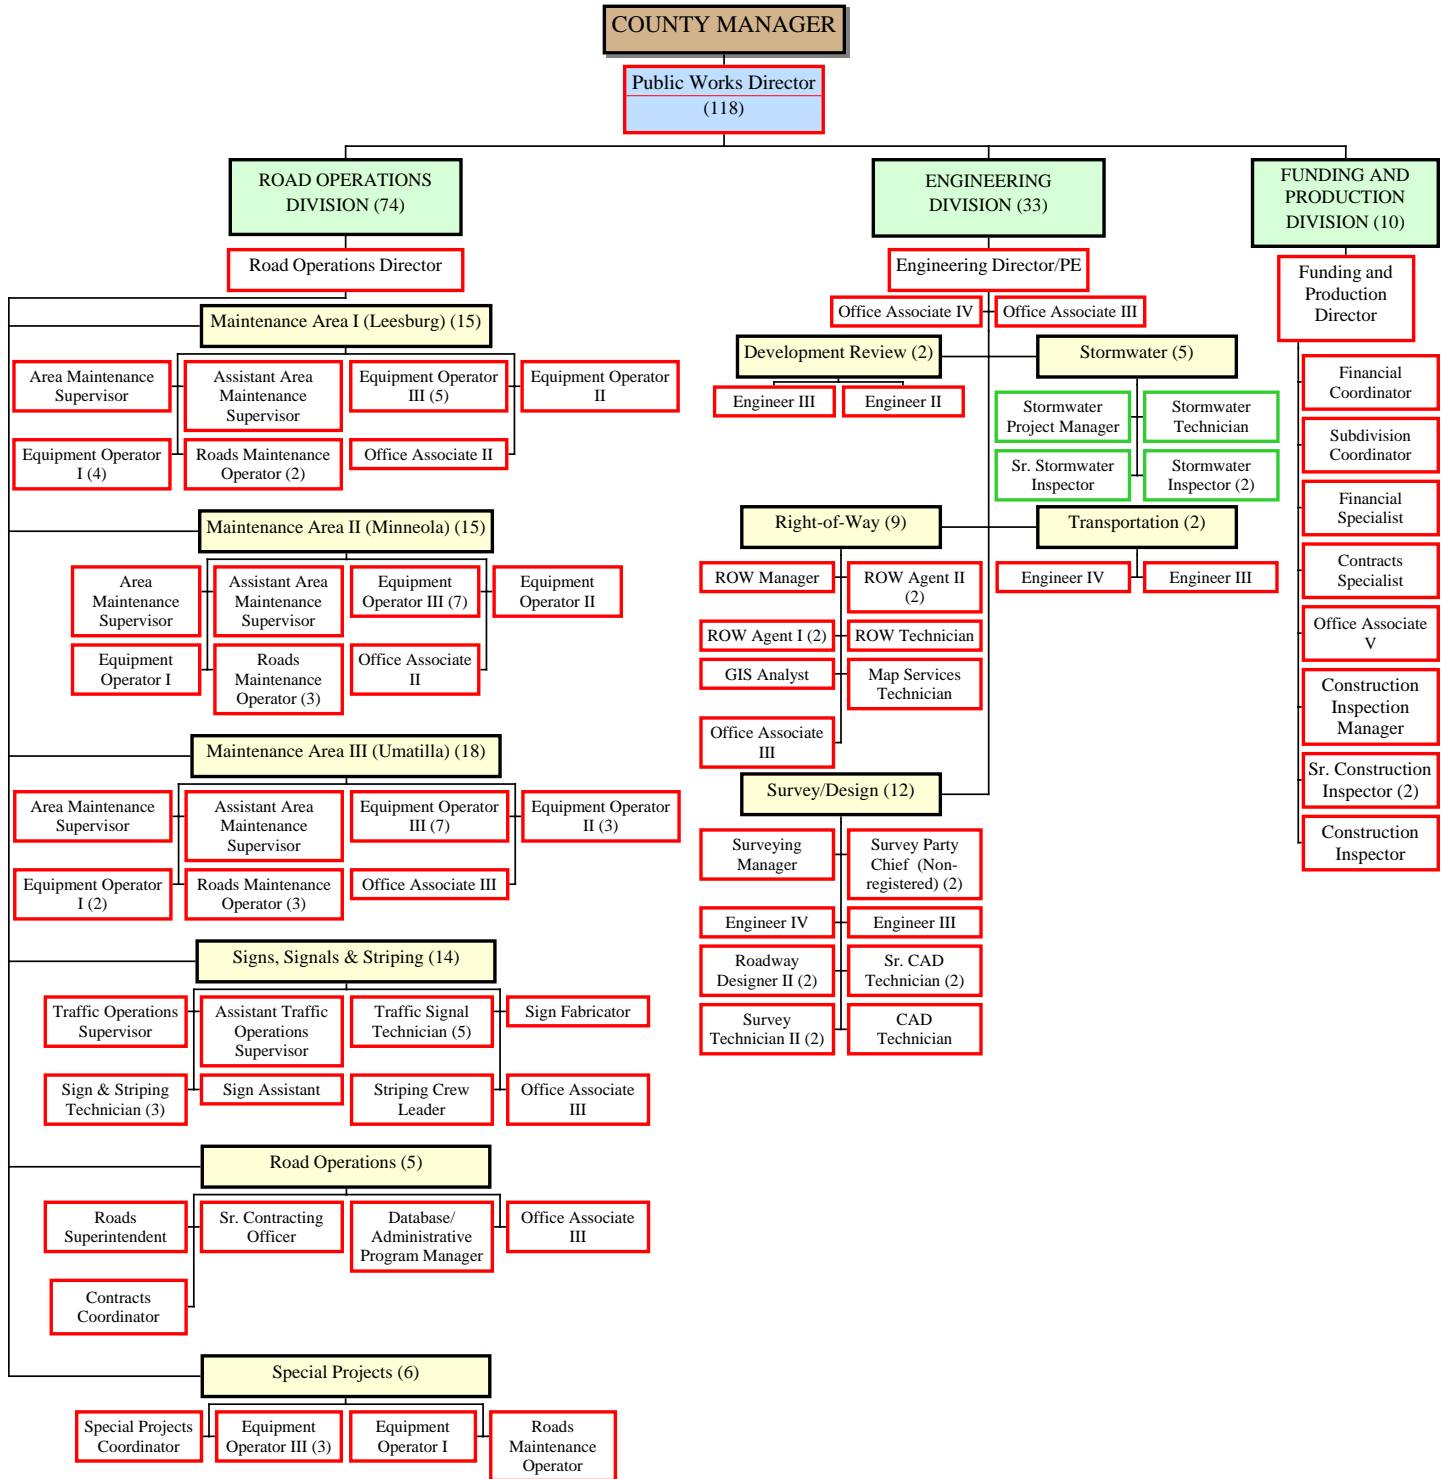 COUNTY MANAGER
Public Works Director
(118)
ROAD OPERATIONS
DIVISION (74)
Road Operations Director
Maintenance Area I (Leesburg) (15)
Area Maintenance
Supervisor
Assistant Area
Maintenance
Supervisor
Equipment Operator
III (5)
Equipment Operator
II
Equipment Operator
I (4)
Roads Maintenance
Operator (2)
Office Associate II
Maintenance Area II (Minneola) (15)
Area
Maintenance
Supervisor
Assistant Area
Maintenance
Supervisor
Equipment
Operator III (7)
Equipment
Operator II
Equipment
Operator I
Roads
Maintenance
Operator (3)
Office Associate
II
Maintenance Area III (Umatilla) (18)
Area Maintenance
Supervisor
Assistant Area
Maintenance
Supervisor
Equipment Operator
III (7)
Equipment Operator
II (3)
Equipment Operator
I (2)
Roads Maintenance
Operator (3)
Office Associate III
Signs, Signals & Striping (14)
Traffic Operations
Supervisor
Assistant Traffic
Operations
Supervisor
Traffic Signal
Technician (5)
Sign Fabricator
Sign & Striping
Technician (3)
Sign Assistant
Striping Crew
Leader
Office Associate
III
Road Operations (5)
Roads
Superintendent
Sr. Contracting
Officer
Database/
Administrative
Program Manager
Office Associate
III
Contracts
Coordinator
Special Projects (6)
Special Projects
Coordinator
Equipment
Operator III (3)
Equipment
Operator I
Roads
Maintenance
Operator
ENGINEERING
DIVISION (33)
Engineering Director/PE
Office Associate IV
Office Associate III
Development Review (2)
Engineer III
Engineer II
Stormwater (5)
Stormwater
Project Manager
Stormwater
Technician
Sr. Stormwater
Inspector
Stormwater
Inspector (2)
Right-of-Way (9)
ROW Manager
ROW Agent II
(2)
ROW Agent I (2)
ROW Technician
GIS Analyst
Map Services
Technician
Office Associate
III
Transportation (2)
Engineer IV
Engineer III
Survey/Design (12)
Surveying
Manager
Survey Party
Chief (Non-
registered) (2)
Engineer IV
Engineer III
Roadway
Designer II (2)
Sr. CAD
Technician (2)
Survey
Technician II (2)
CAD
Technician
FUNDING AND
PRODUCTION
DIVISION (10)
Funding and
Production
Director
Financial
Coordinator
Subdivision
Coordinator
Financial
Specialist
Contracts
Specialist
Office Associate
V
Construction
Inspection
Manager
Sr. Construction
Inspector (2)
Construction
Inspector